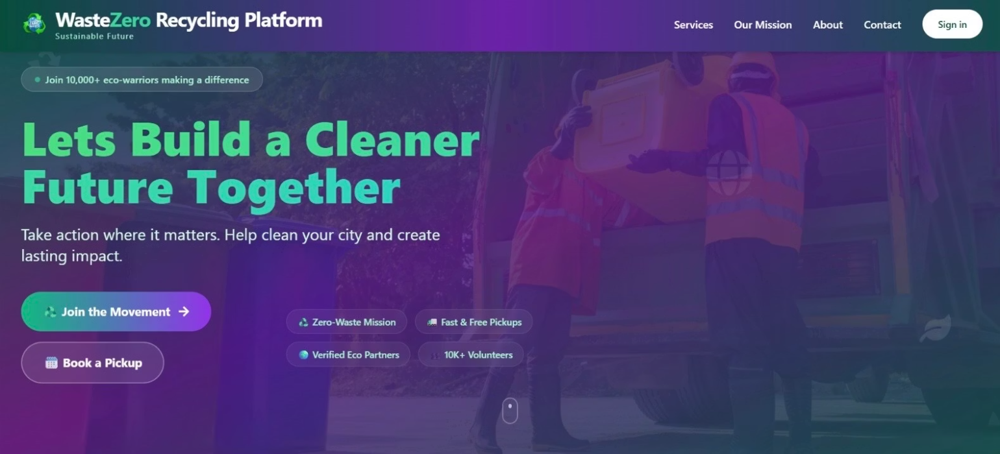 WasteZero Recycling Platform
Sustainable Future
Services
Our Mission
About
Contact
Sign in
Join 10,000+ eco-warriors making a difference
Lets Build a Cleaner
Future Together
Take action where it matters. Help clean your city and create
lasting impact.
Join the Movement →
Book a Pickup
Zero-Waste Mission
Fast & Free Pickups
Verified Eco Partners
10K+ Volunteers